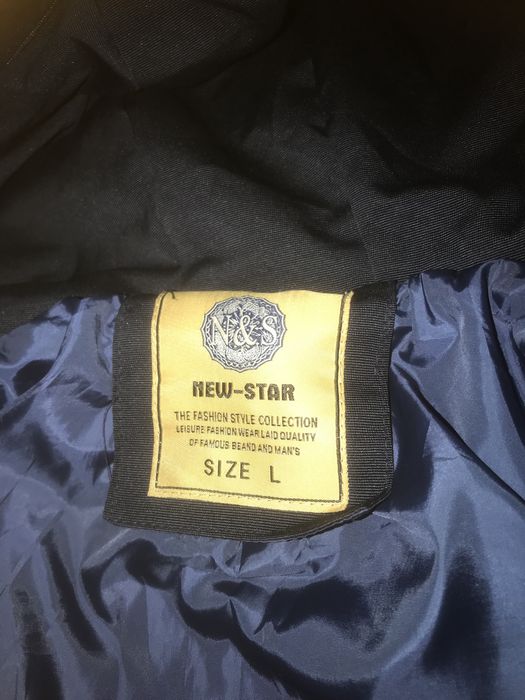 N&S
NEW-STAR
THE FASHION STYLE COLLECTION
LEISURE FASHION WEAR LAID QUALITY
OF FAMOUS BEAND AND MAN'S
SIZE L